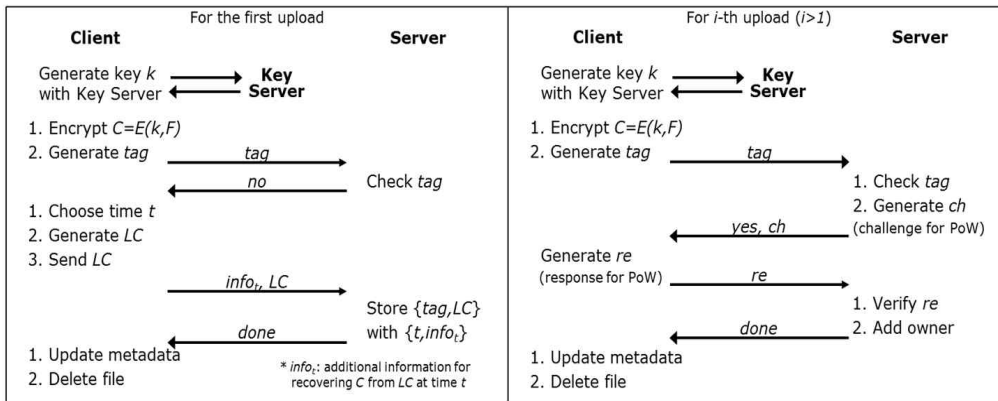 For the first upload
Client Server
Generate key k
with Key Server
Key
Server
1. Encrypt C=E(k,F)
2. Generate tag
tag
no
Check tag
1. Choose time t
2. Generate LC
3. Send LC
info_t, LC
Store {tag,LC}
with {t,info_t}
done
1. Update metadata
2. Delete file
* info_t: additional information for
recovering C from LC at time t
For i-th upload (i>1)
Client Server
Generate key k
with Key Server
Key
Server
1. Encrypt C=E(k,F)
2. Generate tag
tag
1. Check tag
2. Generate ch
(challenge for PoW)
yes, ch
Generate re
(response for PoW)
re
1. Verify re
2. Add owner
done
1. Update metadata
2. Delete file